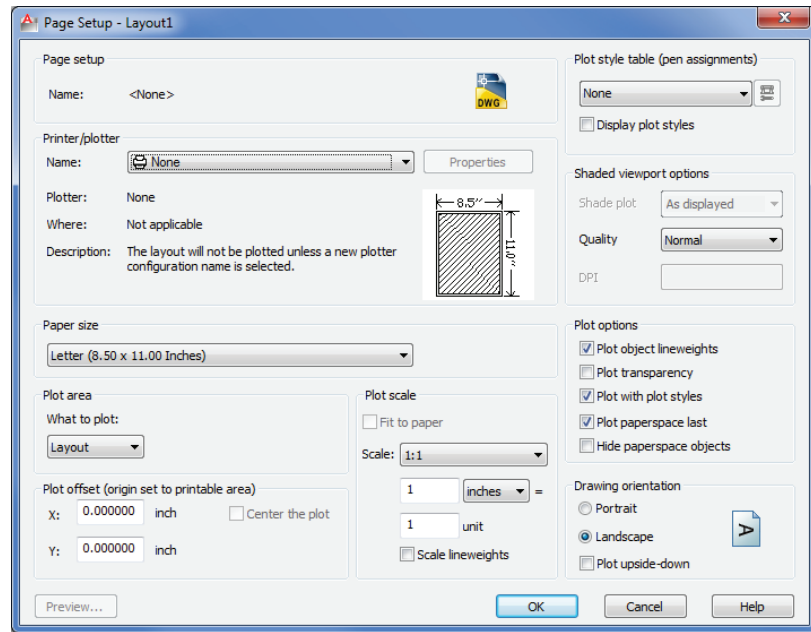 Page Setup - Layout1
Page setup
Name: <None>
DWG
Printer/plotter
Name: None
Properties
Plotter: None
Where: Not applicable
Description: The layout will not be plotted unless a new plotter
configuration name is selected.
8.5''
11.0''
Paper size
Letter (8.50 x 11.00 Inches)
Plot area
What to plot:
Layout
Plot offset (origin set to printable area)
X: 0.000000 inch
Center the plot
Y: 0.000000 inch
Plot scale
Fit to paper
Scale: 1:1
1 inches =
1 unit
Scale lineweights
Plot style table (pen assignments)
None
Display plot styles
Shaded viewport options
Shade plot As displayed
Quality Normal
DPI
Plot options
Plot object lineweights
Plot transparency
Plot with plot styles
Plot paperspace last
Hide paperspace objects
Drawing orientation
Portrait
Landscape
A
Plot upside-down
Preview...
OK
Cancel
Help